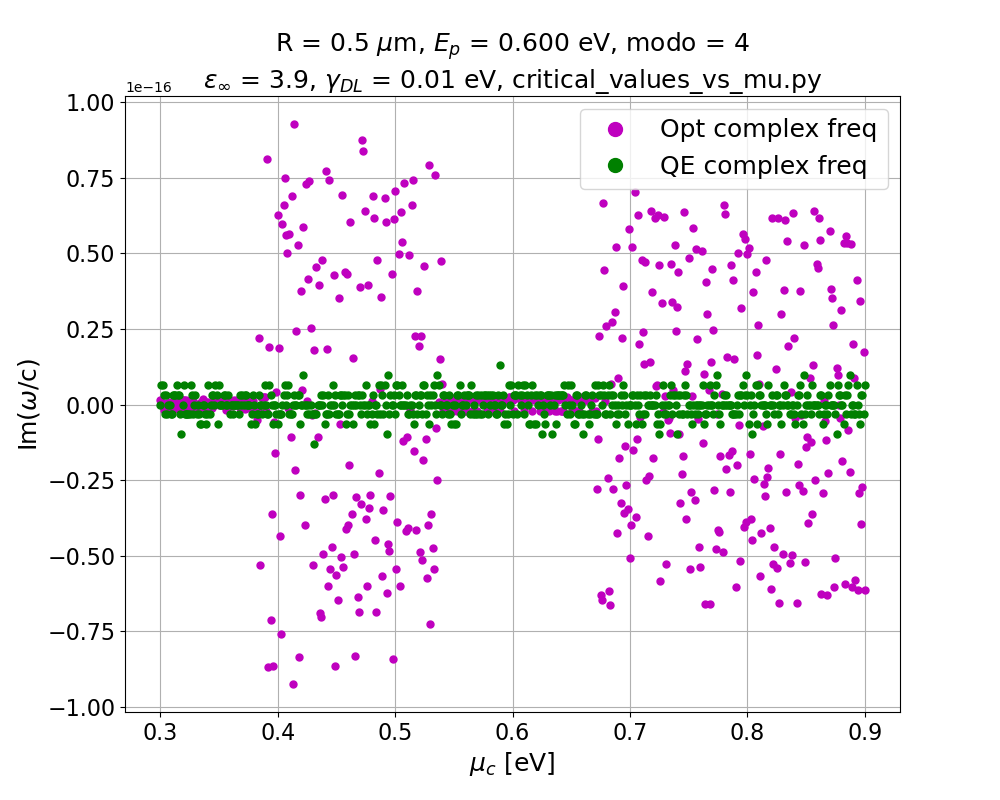 R = 0.5 μm, E_p = 0.600 eV, modo = 4
ε_∞ = 3.9, γ_DL = 0.01 eV, critical_values_vs_mu.py
1e−16
Opt complex freq
QE complex freq
1.00
0.75
0.50
0.25
0.00
−0.25
−0.50
−0.75
−1.00
Im(ω/c)
0.3 0.4 0.5 0.6 0.7 0.8 0.9
μ_c [eV]